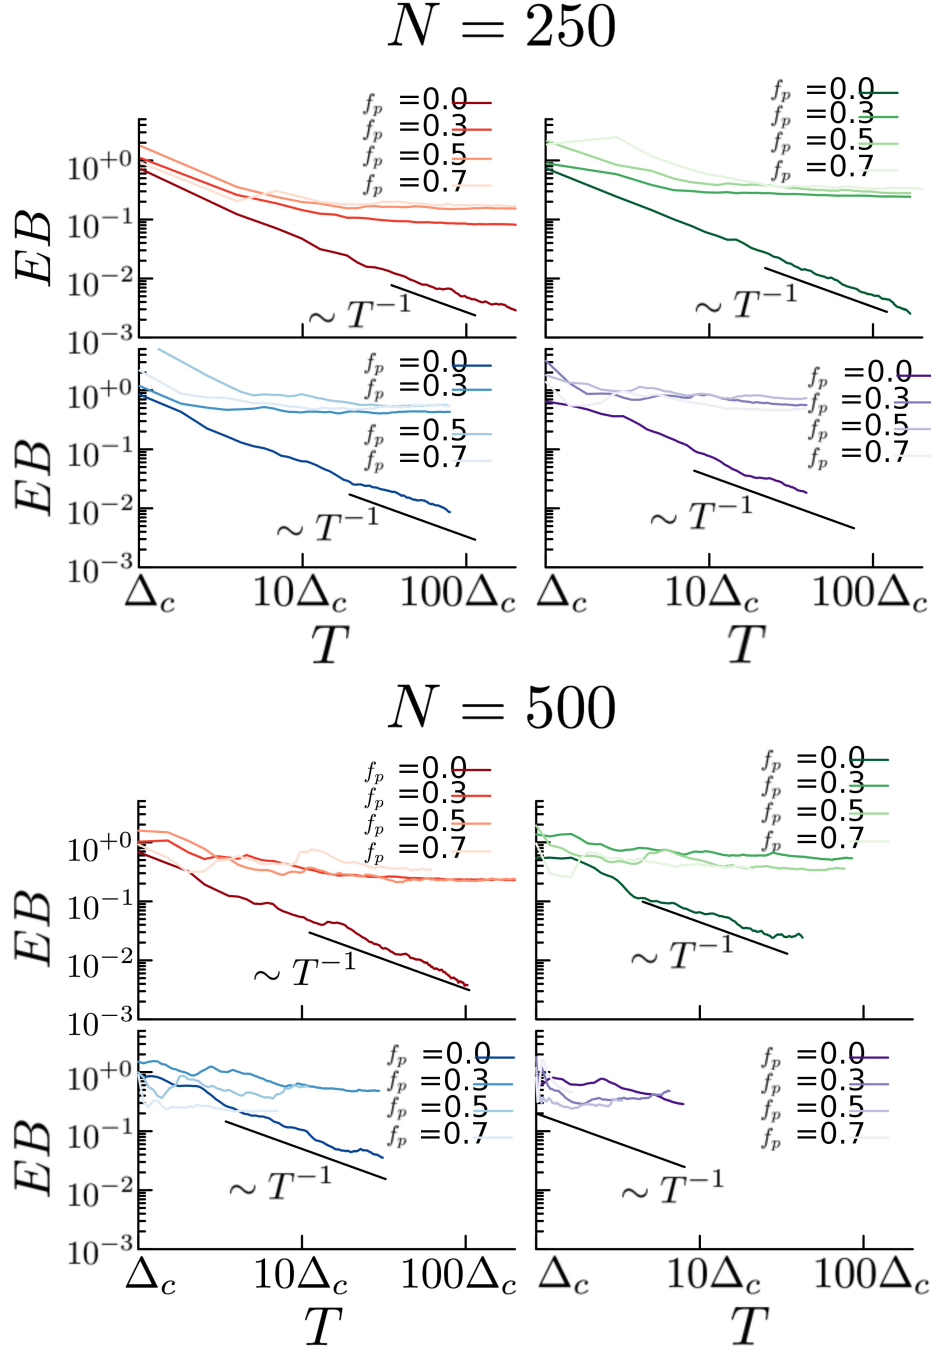 N = 250
f_p =0.0
f_p =0.3
f_p =0.5
f_p =0.7
EB
10^{+0}
10^{-1}
10^{-2}
10^{-3}
∼ T^{-1}
f_p =0.0
f_p =0.3
f_p =0.5
f_p =0.7
∼ T^{-1}
f_p =0.0
f_p =0.3
f_p =0.5
f_p =0.7
EB
10^{+0}
10^{-1}
10^{-2}
10^{-3}
∼ T^{-1}
Δ_c 10Δ_c 100Δ_c
T
f_p =0.0
f_p =0.3
f_p =0.5
f_p =0.7
∼ T^{-1}
Δ_c 10Δ_c 100Δ_c
T
N = 500
f_p =0.0
f_p =0.3
f_p =0.5
f_p =0.7
EB
10^{+0}
10^{-1}
10^{-2}
10^{-3}
∼ T^{-1}
f_p =0.0
f_p =0.3
f_p =0.5
f_p =0.7
∼ T^{-1}
f_p =0.0
f_p =0.3
f_p =0.5
f_p =0.7
EB
10^{+0}
10^{-1}
10^{-2}
10^{-3}
∼ T^{-1}
Δ_c 10Δ_c 100Δ_c
T
f_p =0.0
f_p =0.3
f_p =0.5
f_p =0.7
∼ T^{-1}
Δ_c 10Δ_c 100Δ_c
T